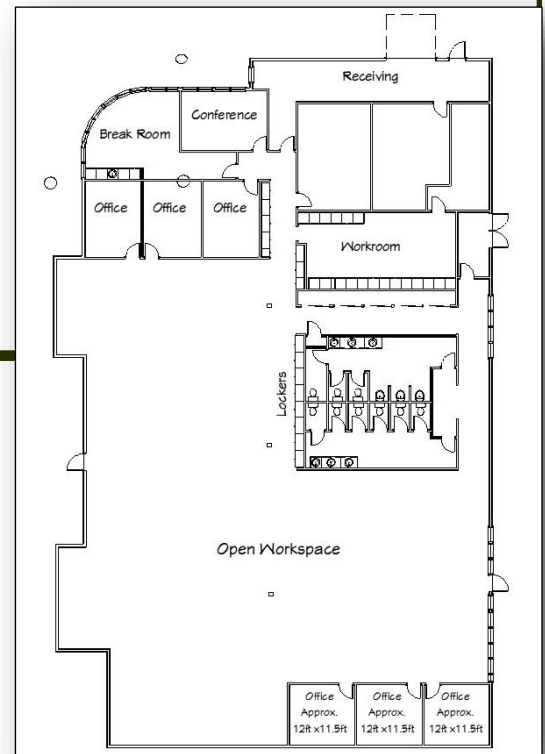 Receiving
Conference
Break Room
Office
Office
Office
Workroom
Lockers
Open Workspace
Office
Approx.
12ft x11.5ft
Office
Approx.
12ft x11.5ft
Office
Approx.
12ft x11.5ft